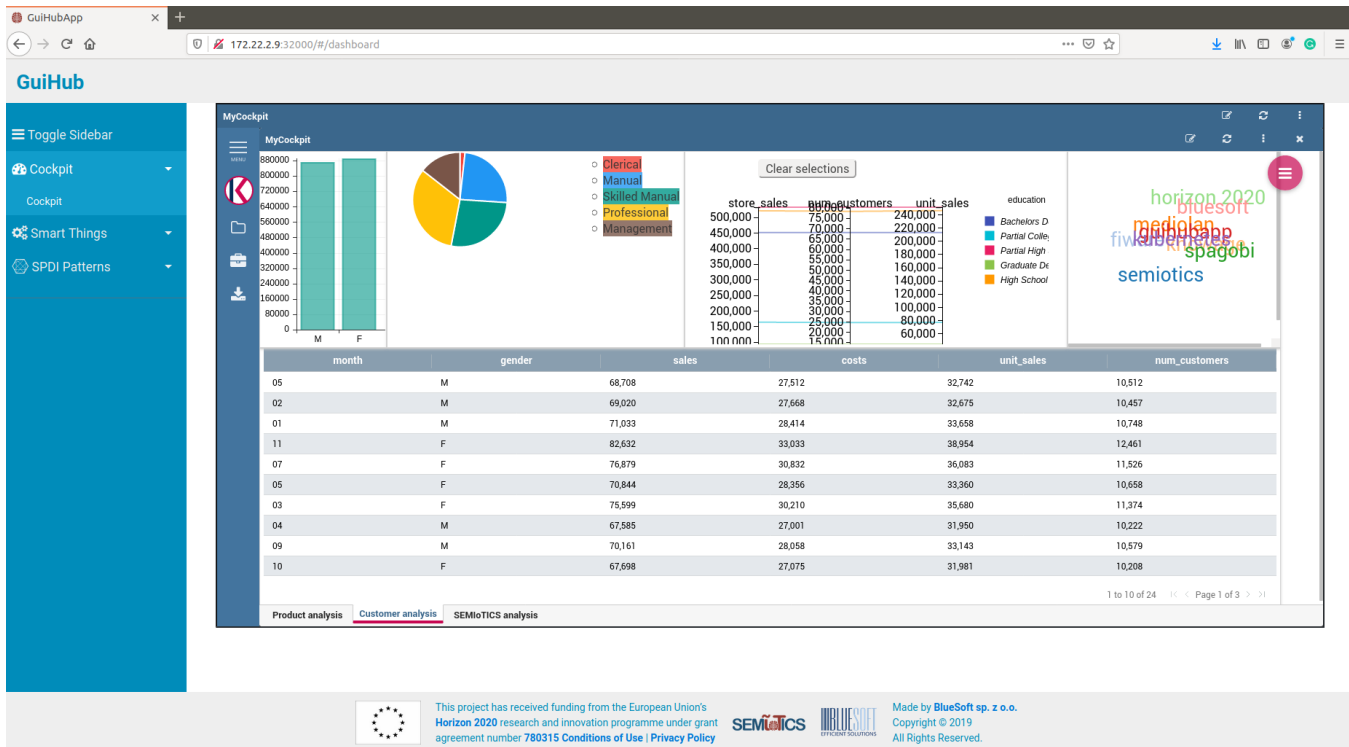 GuiHubApp
172.22.2.9:32000/#/dashboard
GuiHub
Toggle Sidebar
Cockpit
Cockpit
Smart Things
SPDI Patterns
MyCockpit
MyCockpit
MENU
880000
800000
720000
640000
560000
480000
400000
320000
240000
160000
80000
0
M F
Clerical
Manual
Skilled Manual
Professional
Management
Clear selections
store_sales num_customers unit_sales
500,000
450,000
400,000
350,000
300,000
250,000
200,000
150,000
100,000
80,000
75,000
70,000
65,000
60,000
55,000
50,000
45,000
40,000
35,000
30,000
25,000
20,000
15,000
240,000
220,000
200,000
180,000
160,000
140,000
120,000
100,000
80,000
60,000
education
Bachelors D
Partial Colle
Partial High
Graduate De
High School
horizon 2020
bluesoft
mediolan
guihubapp
kubernetes
spagobi
semiotics
month gender sales costs unit_sales num_customers
05 M 68,708 27,512 32,742 10,512
02 M 69,020 27,668 32,675 10,457
01 M 71,033 28,414 33,658 10,748
11 F 82,632 33,033 38,954 12,461
07 F 76,879 30,832 36,083 11,526
05 F 70,844 28,356 33,360 10,658
03 F 75,599 30,210 35,680 11,374
04 M 67,585 27,001 31,950 10,222
09 M 70,161 28,058 33,143 10,579
10 F 67,698 27,075 31,981 10,208
1 to 10 of 24 Page 1 of 3
Product analysis Customer analysis SEMIoTICS analysis
This project has received funding from the European Union's
Horizon 2020 research and innovation programme under grant
agreement number 780315 Conditions of Use | Privacy Policy
SEMIoTICS
BLUESOFT
EFFICIENT SOLUTIONS
Made by BlueSoft sp. z o.o.
Copyright © 2019
All Rights Reserved.